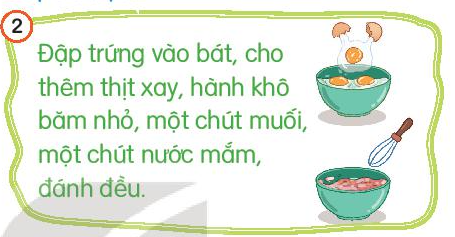 2
Đập trứng vào bát, cho
thêm thịt xay, hành khô
băm nhỏ, một chút muối,
một chút nước mắm,
đánh đều.